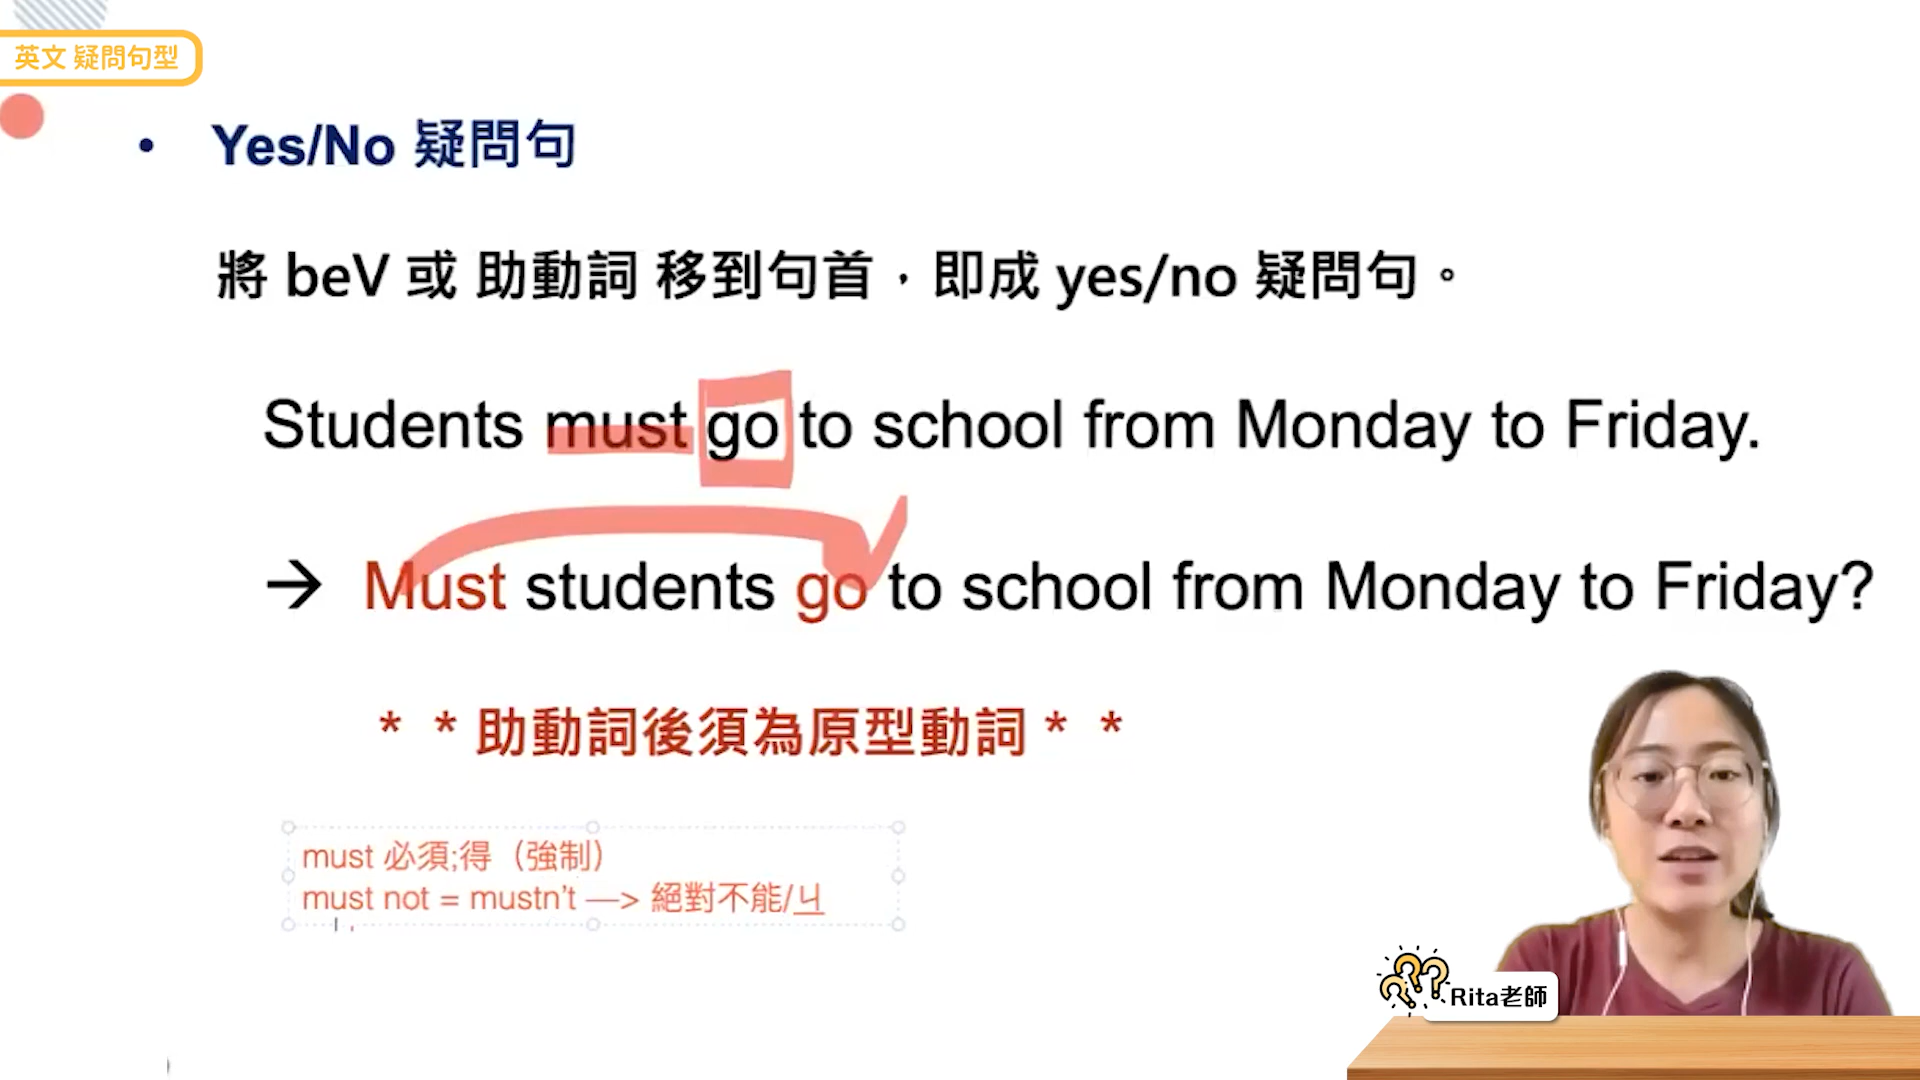 英文 疑問句型
• Yes/No 疑問句
將 beV 或 助動詞 移到句首，即成 yes/no 疑問句。
Students must go to school from Monday to Friday.
→ Must students go to school from Monday to Friday?
* * 助動詞後須為原型動詞 * *
must 必須;得（強制）
must not = mustn't —> 絕對不能/ㄐ
Rita老師